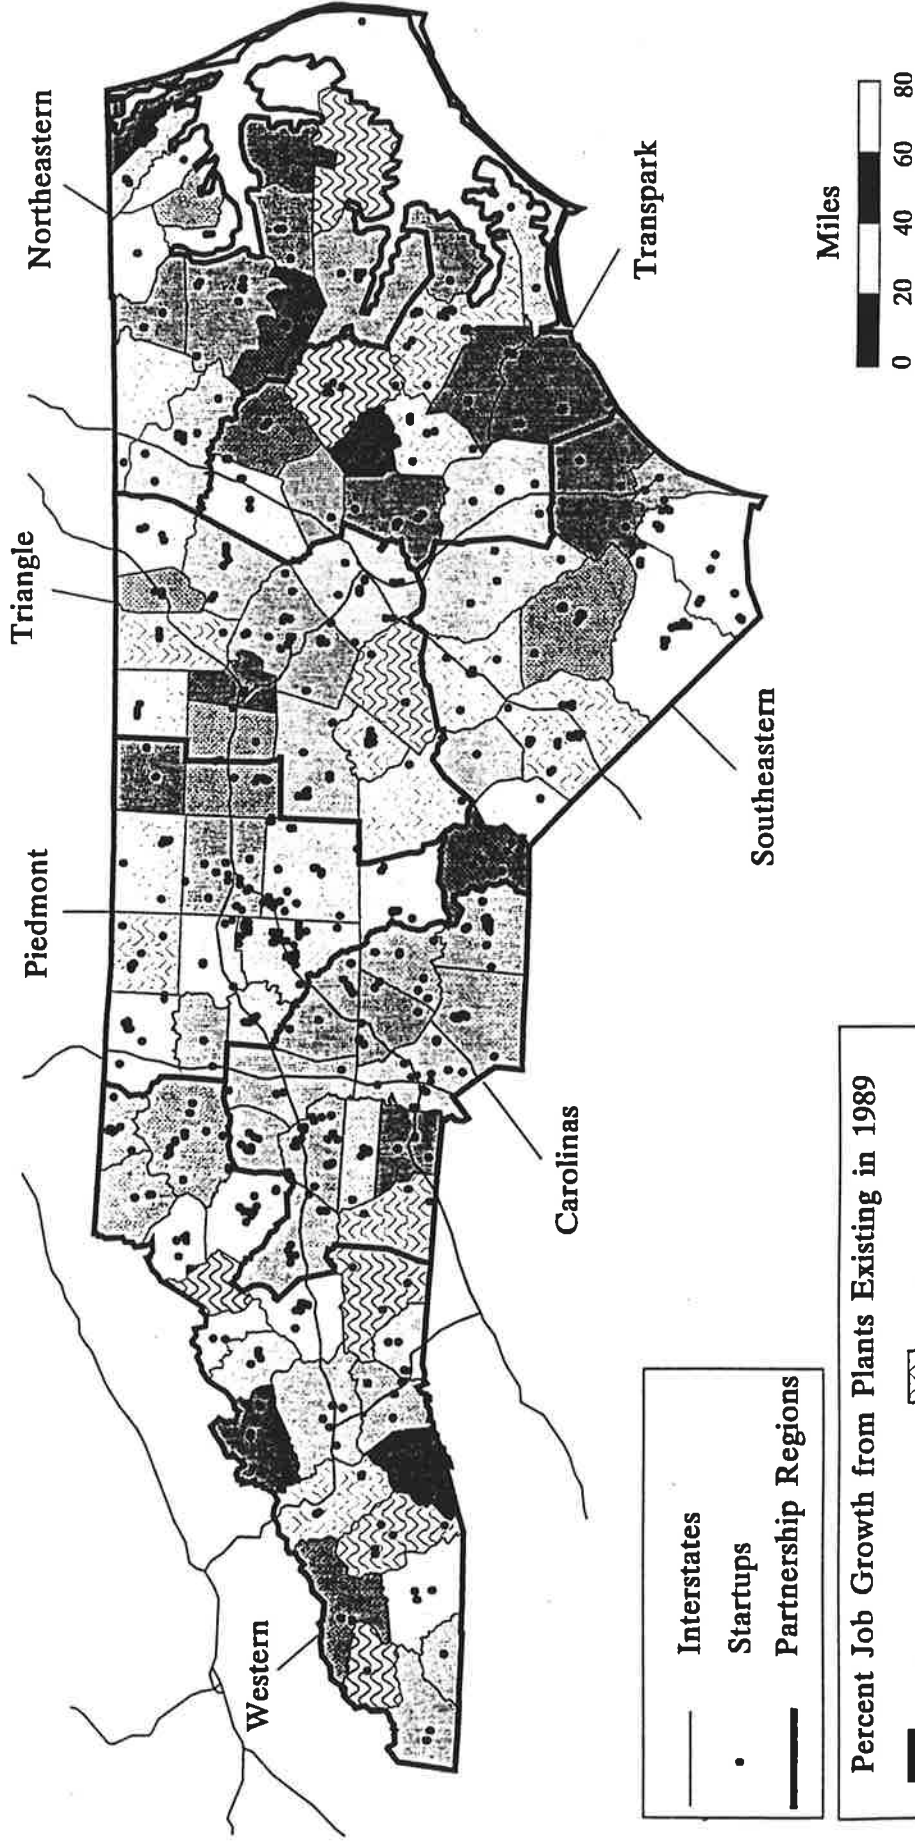 Northeastern
Triangle
Piedmont
Western
Carolinas
Southeastern
Transpark
Miles
0 20 40 60 80
Interstates
Startups
Partnership Regions
Percent Job Growth from Plants Existing in 1989